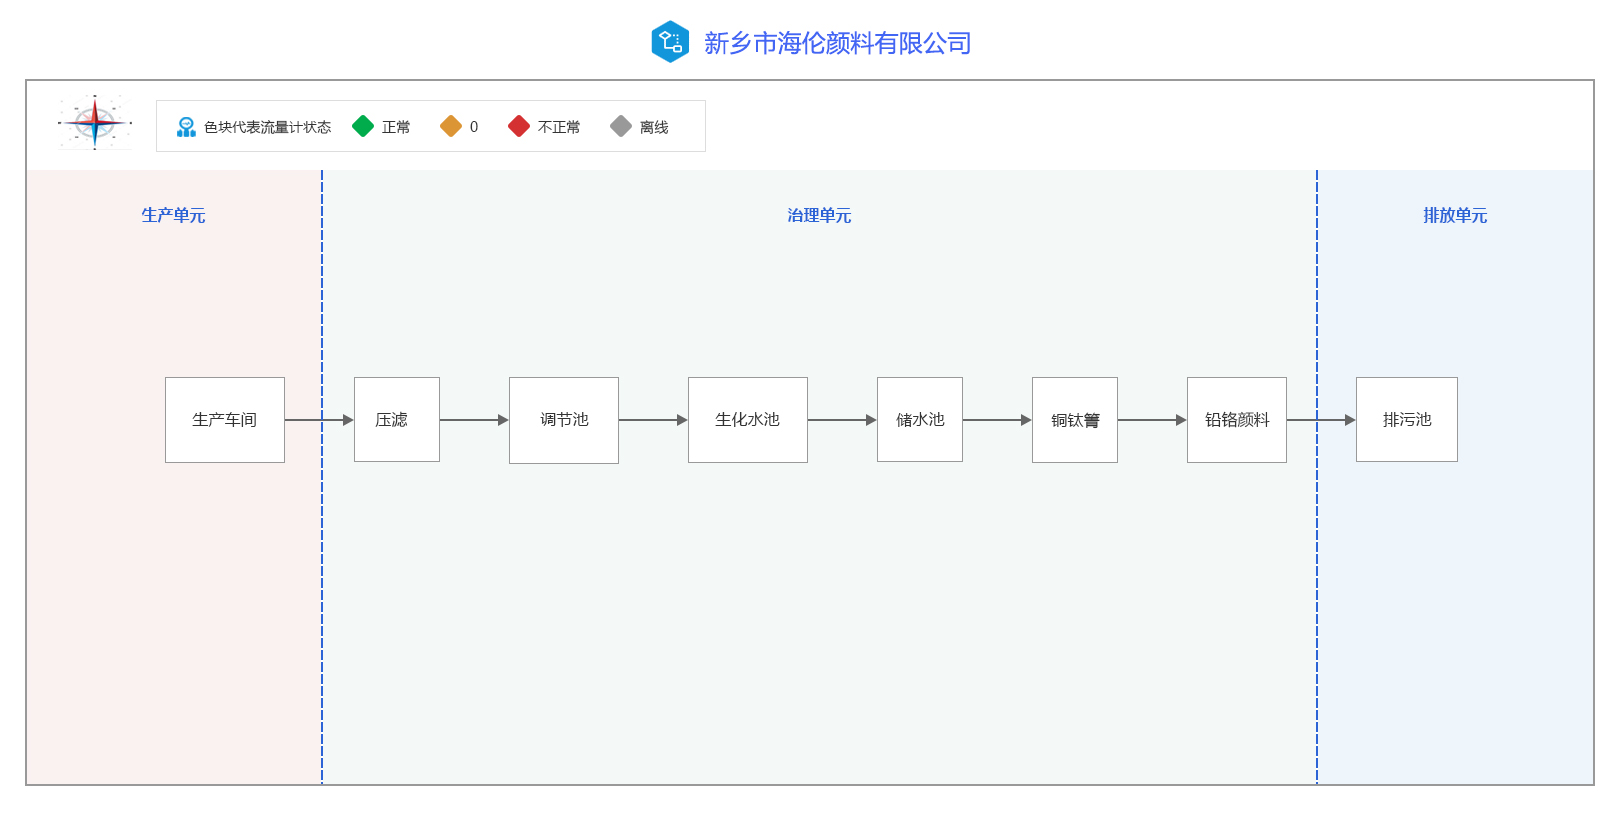 新乡市海伦颜料有限公司
色块代表流量计状态 正常 0 不正常 离线
生产单元 治理单元 排放单元
生产车间 压滤 调节池 生化水池 储水池 铜钛箐 铅铬颜料 排污池